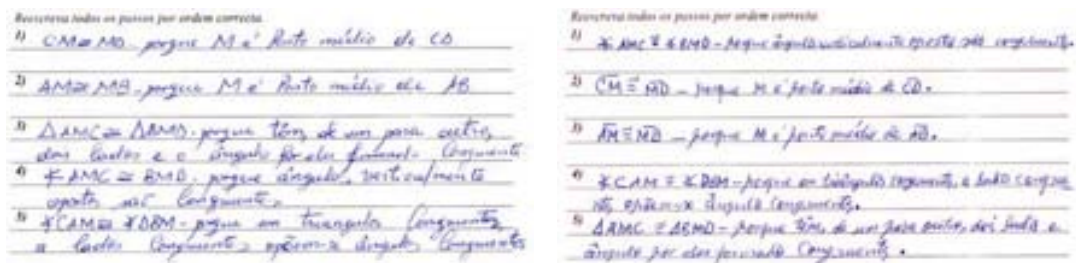 Reescreva todos os passos por ordem correcta.
1) CM≅MD. porque M e' Ponto médio de CD
2) AM≅MB. porque M e' Ponto médio de AB
3) ΔAMC≅ΔBMD. porque têm, de um para outro,
dois lados e o ângulo por eles formado congruente
4) ∢AMC ≅ BMD. porque ângulos verticalmente
opostos são congruentes
5) ∢CAM≅∢DBM - porque em triangulos congruentes,
a lados congruentes opõem-se ângulos congruentes
Reescreva todos os passos por ordem correcta.
1) ∢AMC ≅ ∢BMD - porque ângulos verticalmente opostos são congruentes.
2) CM ≅ MD - porque M e' ponto médio de CD.
3) AM ≅ MD - porque M e' ponto médio de AD.
4) ∢CAM ≅ ∢DBM - porque em triângulos congruentes, a lados congruen
tes opõem-se ângulos congruentes.
5) ΔAMC ≅ ΔBMD - porque têm, de um para outro, dois lados e
ângulo por eles formado congruentes.